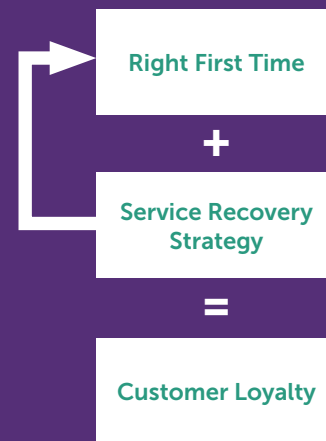 Right First Time
+
Service Recovery
Strategy
=
Customer Loyalty